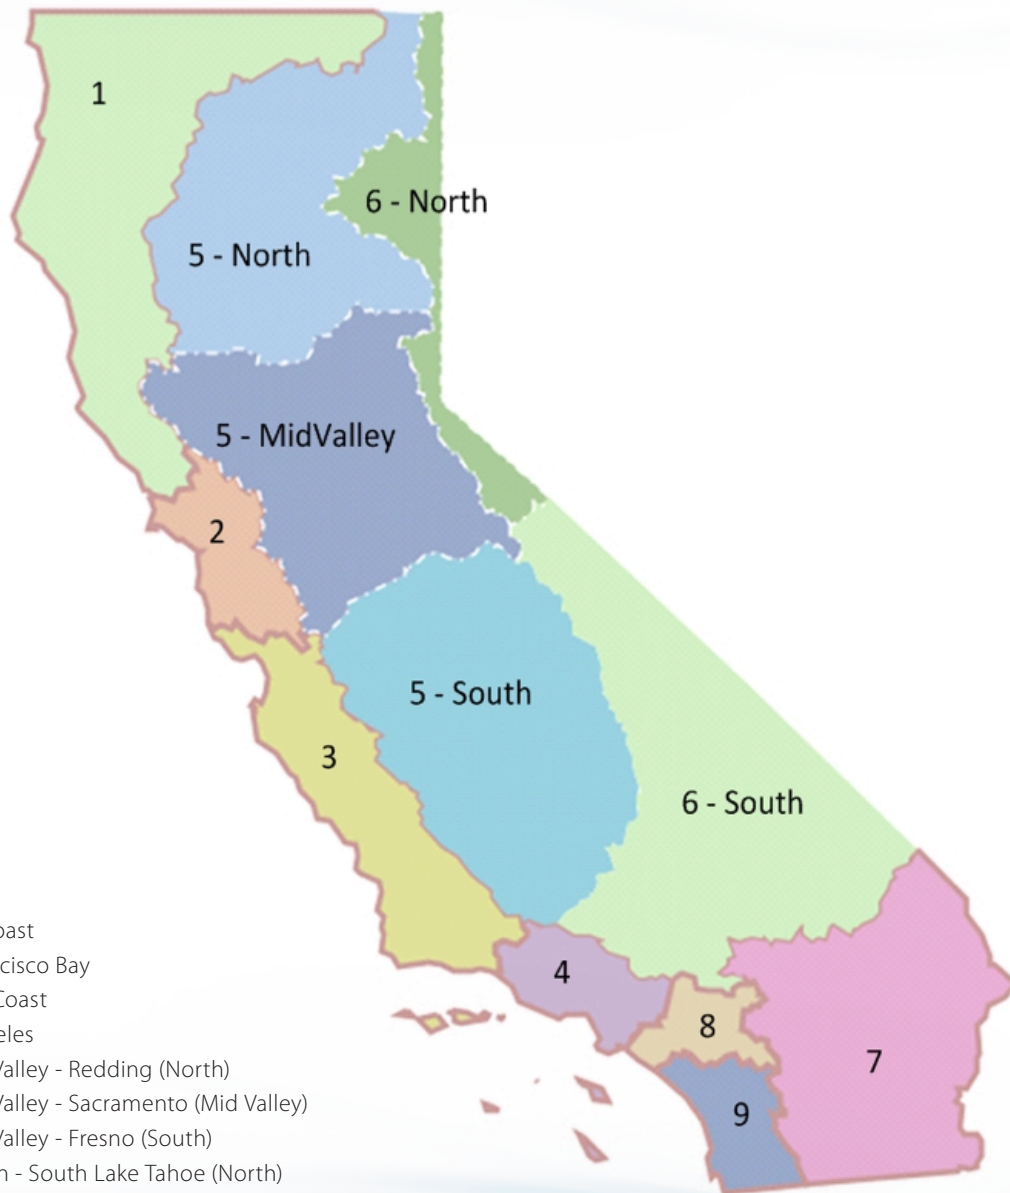 1
6 - North
5 - North
5 - MidValley
2
5 - South
3
6 - South
4
8
7
9
oast
cisco Bay
Coast
eles
Valley - Redding (North)
Valley - Sacramento (Mid Valley)
Valley - Fresno (South)
n - South Lake Tahoe (North)